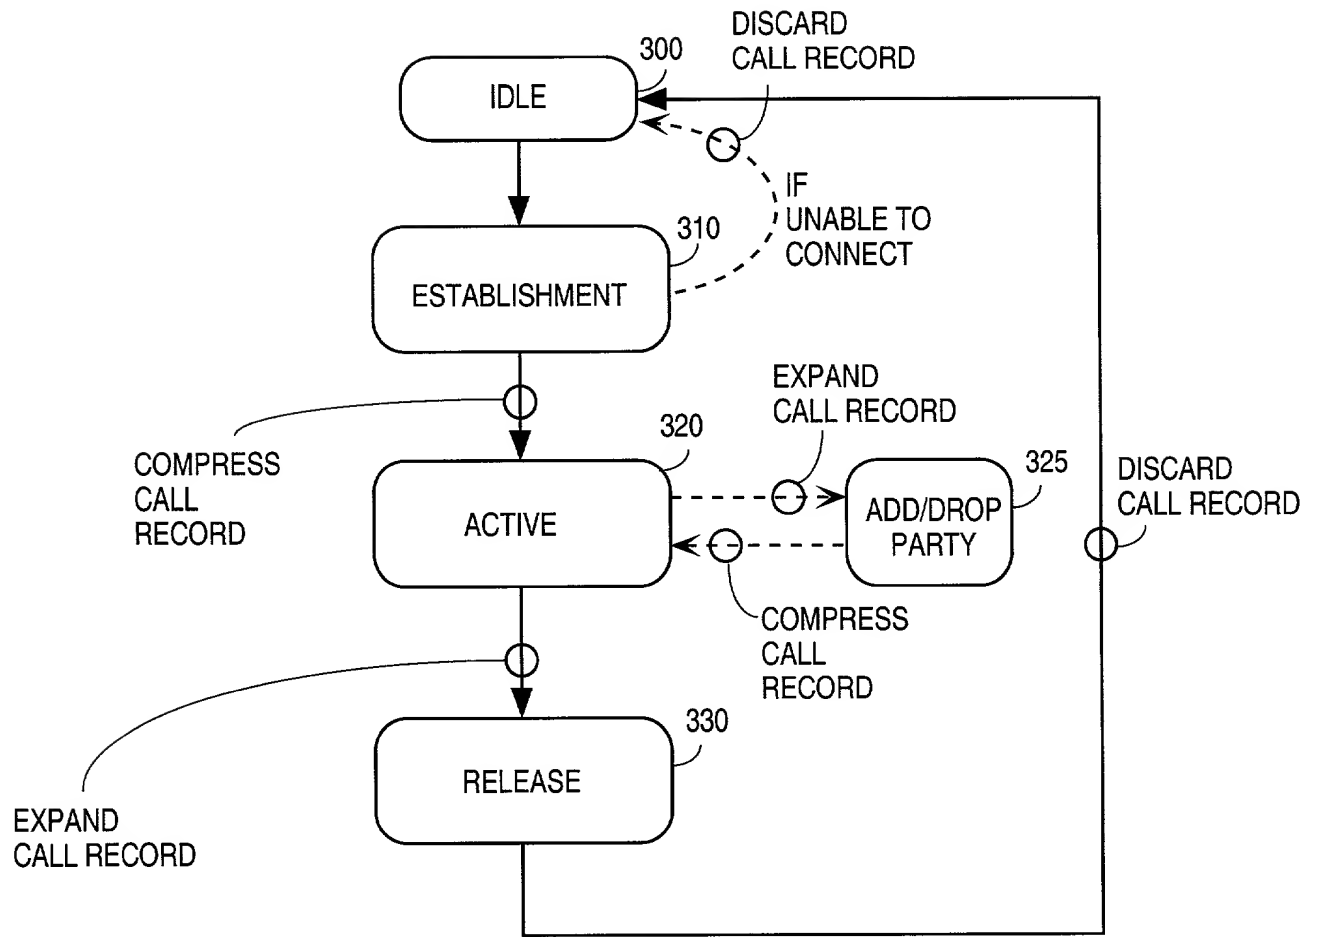 DISCARD
CALL RECORD
300
IDLE
IF
UNABLE TO
CONNECT
310
ESTABLISHMENT
EXPAND
CALL RECORD
COMPRESS
CALL
RECORD
320
ACTIVE
325
ADD/DROP
PARTY
DISCARD
CALL RECORD
COMPRESS
CALL
RECORD
330
RELEASE
EXPAND
CALL RECORD